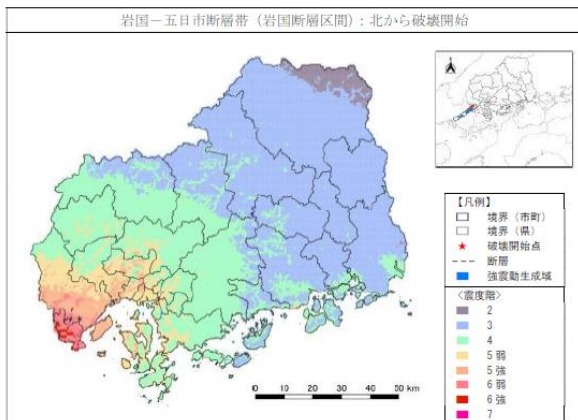 岩国－五日市断層帯（岩国断層区間）：北から破壊開始
【凡例】
境界（市町）
境界（県）
破壊開始点
断層
強震動生成域
<震度階>
2
3
4
5弱
5強
6弱
6強
7
0 10 20 30 40 50 km